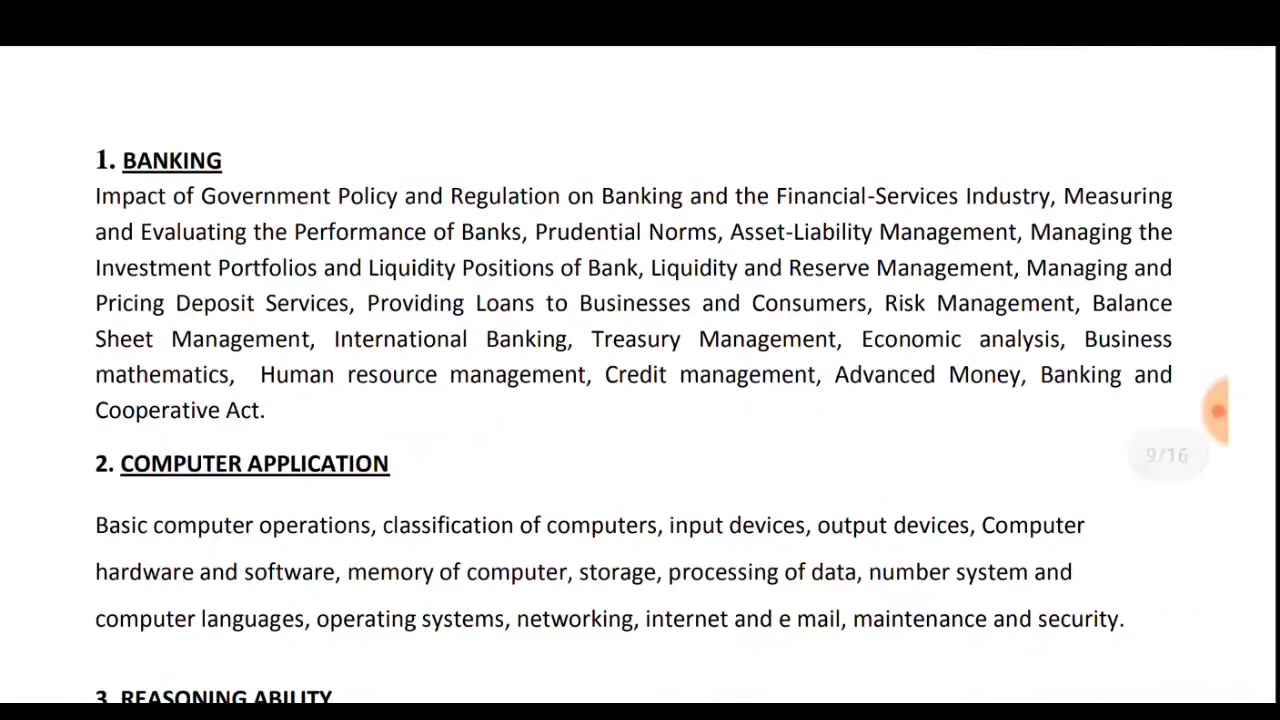 1. BANKING
Impact of Government Policy and Regulation on Banking and the Financial-Services Industry, Measuring
and Evaluating the Performance of Banks, Prudential Norms, Asset-Liability Management, Managing the
Investment Portfolios and Liquidity Positions of Bank, Liquidity and Reserve Management, Managing and
Pricing Deposit Services, Providing Loans to Businesses and Consumers, Risk Management, Balance
Sheet Management, International Banking, Treasury Management, Economic analysis, Business
mathematics, Human resource management, Credit management, Advanced Money, Banking and
Cooperative Act.
9/16
2. COMPUTER APPLICATION
Basic computer operations, classification of computers, input devices, output devices, Computer
hardware and software, memory of computer, storage, processing of data, number system and
computer languages, operating systems, networking, internet and e mail, maintenance and security.
3. REASONING ABILITY